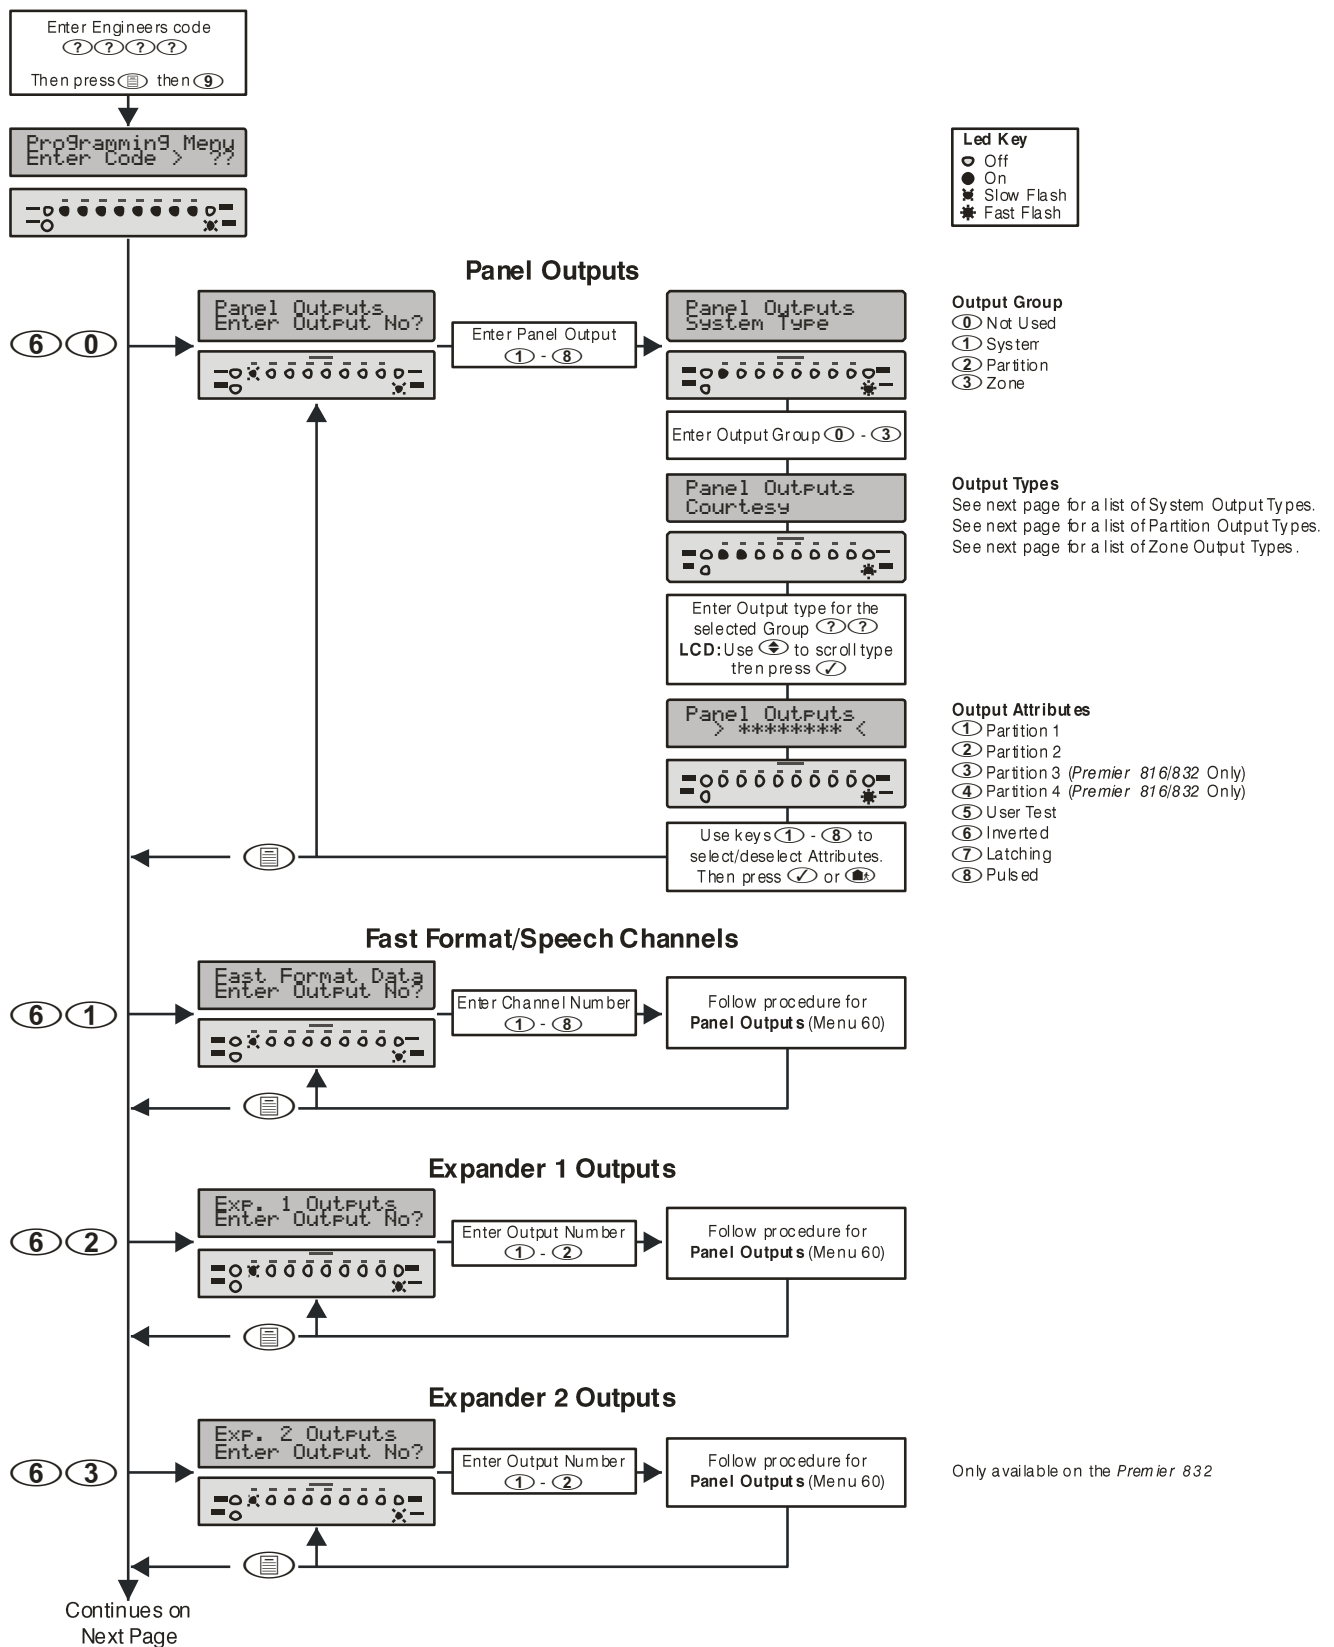 Enter Engineers code
? ? ? ?
Then press then 9
Programming Menu
Enter Code > ??
Led Key
Off
On
Slow Flash
Fast Flash
Panel Outputs
6 0
Panel Outputs
Enter Output No?
Enter Panel Output
1 - 8
Panel Outputs
System Type
Output Group
0 Not Used
1 System
2 Partition
3 Zone
Enter Output Group 0 - 3
Panel Outputs
Courtesy
Output Types
See next page for a list of System Output Types.
See next page for a list of Partition Output Types.
See next page for a list of Zone Output Types.
Enter Output type for the
selected Group ? ?
LCD: Use to scroll type
then press ✓
Panel Outputs
> ******** <
Output Attributes
1 Partition 1
2 Partition 2
3 Partition 3 (Premier 816/832 Only)
4 Partition 4 (Premier 816/832 Only)
5 User Test
6 Inverted
7 Latching
8 Pulsed
Use keys 1 - 8 to
select/deselect Attributes.
Then press ✓ or
Fast Format/Speech Channels
6 1
Fast Format Data
Enter Output No?
Enter Channel Number
1 - 8
Follow procedure for
Panel Outputs (Menu 60)
Expander 1 Outputs
6 2
Exp. 1 Outputs
Enter Output No?
Enter Output Number
1 - 2
Follow procedure for
Panel Outputs (Menu 60)
Expander 2 Outputs
6 3
Exp. 2 Outputs
Enter Output No?
Enter Output Number
1 - 2
Follow procedure for
Panel Outputs (Menu 60)
Only available on the Premier 832
Continues on
Next Page